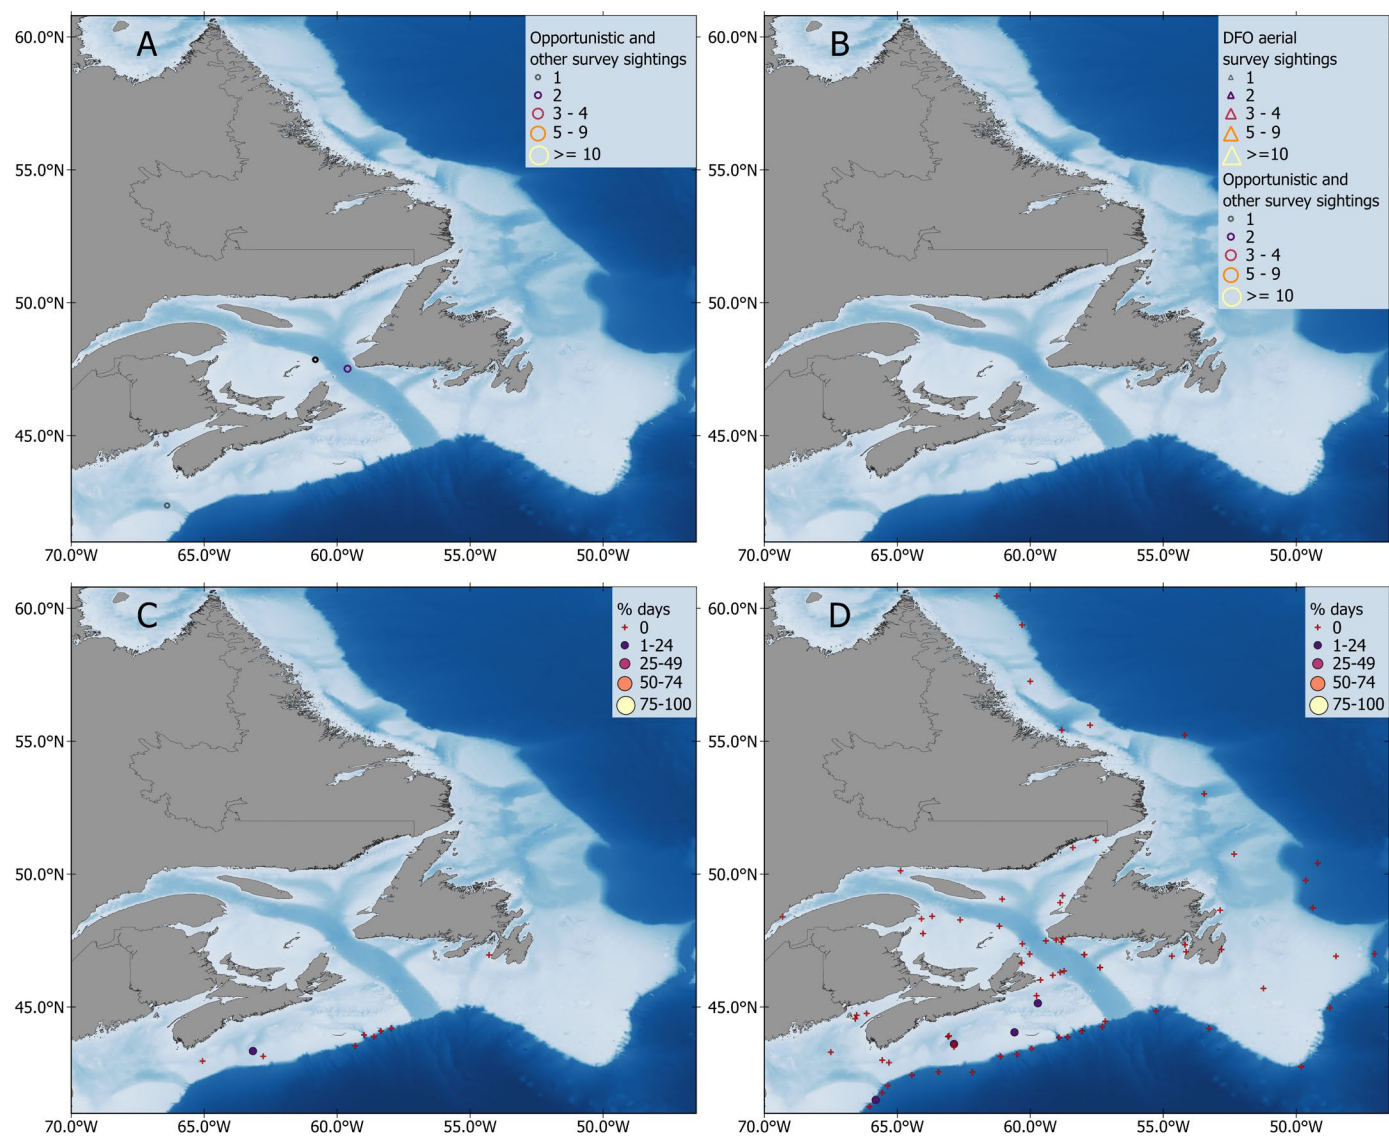 A
Opportunistic and
other survey sightings
1
2
3 - 4
5 - 9
>= 10
60.0°N
55.0°N
50.0°N
45.0°N
70.0°W
65.0°W
60.0°W
55.0°W
50.0°W
B
DFO aerial
survey sightings
1
2
3 - 4
5 - 9
>=10
Opportunistic and
other survey sightings
1
2
3 - 4
5 - 9
>= 10
60.0°N
55.0°N
50.0°N
45.0°N
70.0°W
65.0°W
60.0°W
55.0°W
50.0°W
C
% days
0
1-24
25-49
50-74
75-100
60.0°N
55.0°N
50.0°N
45.0°N
70.0°W
65.0°W
60.0°W
55.0°W
50.0°W
D
% days
0
1-24
25-49
50-74
75-100
60.0°N
55.0°N
50.0°N
45.0°N
70.0°W
65.0°W
60.0°W
55.0°W
50.0°W